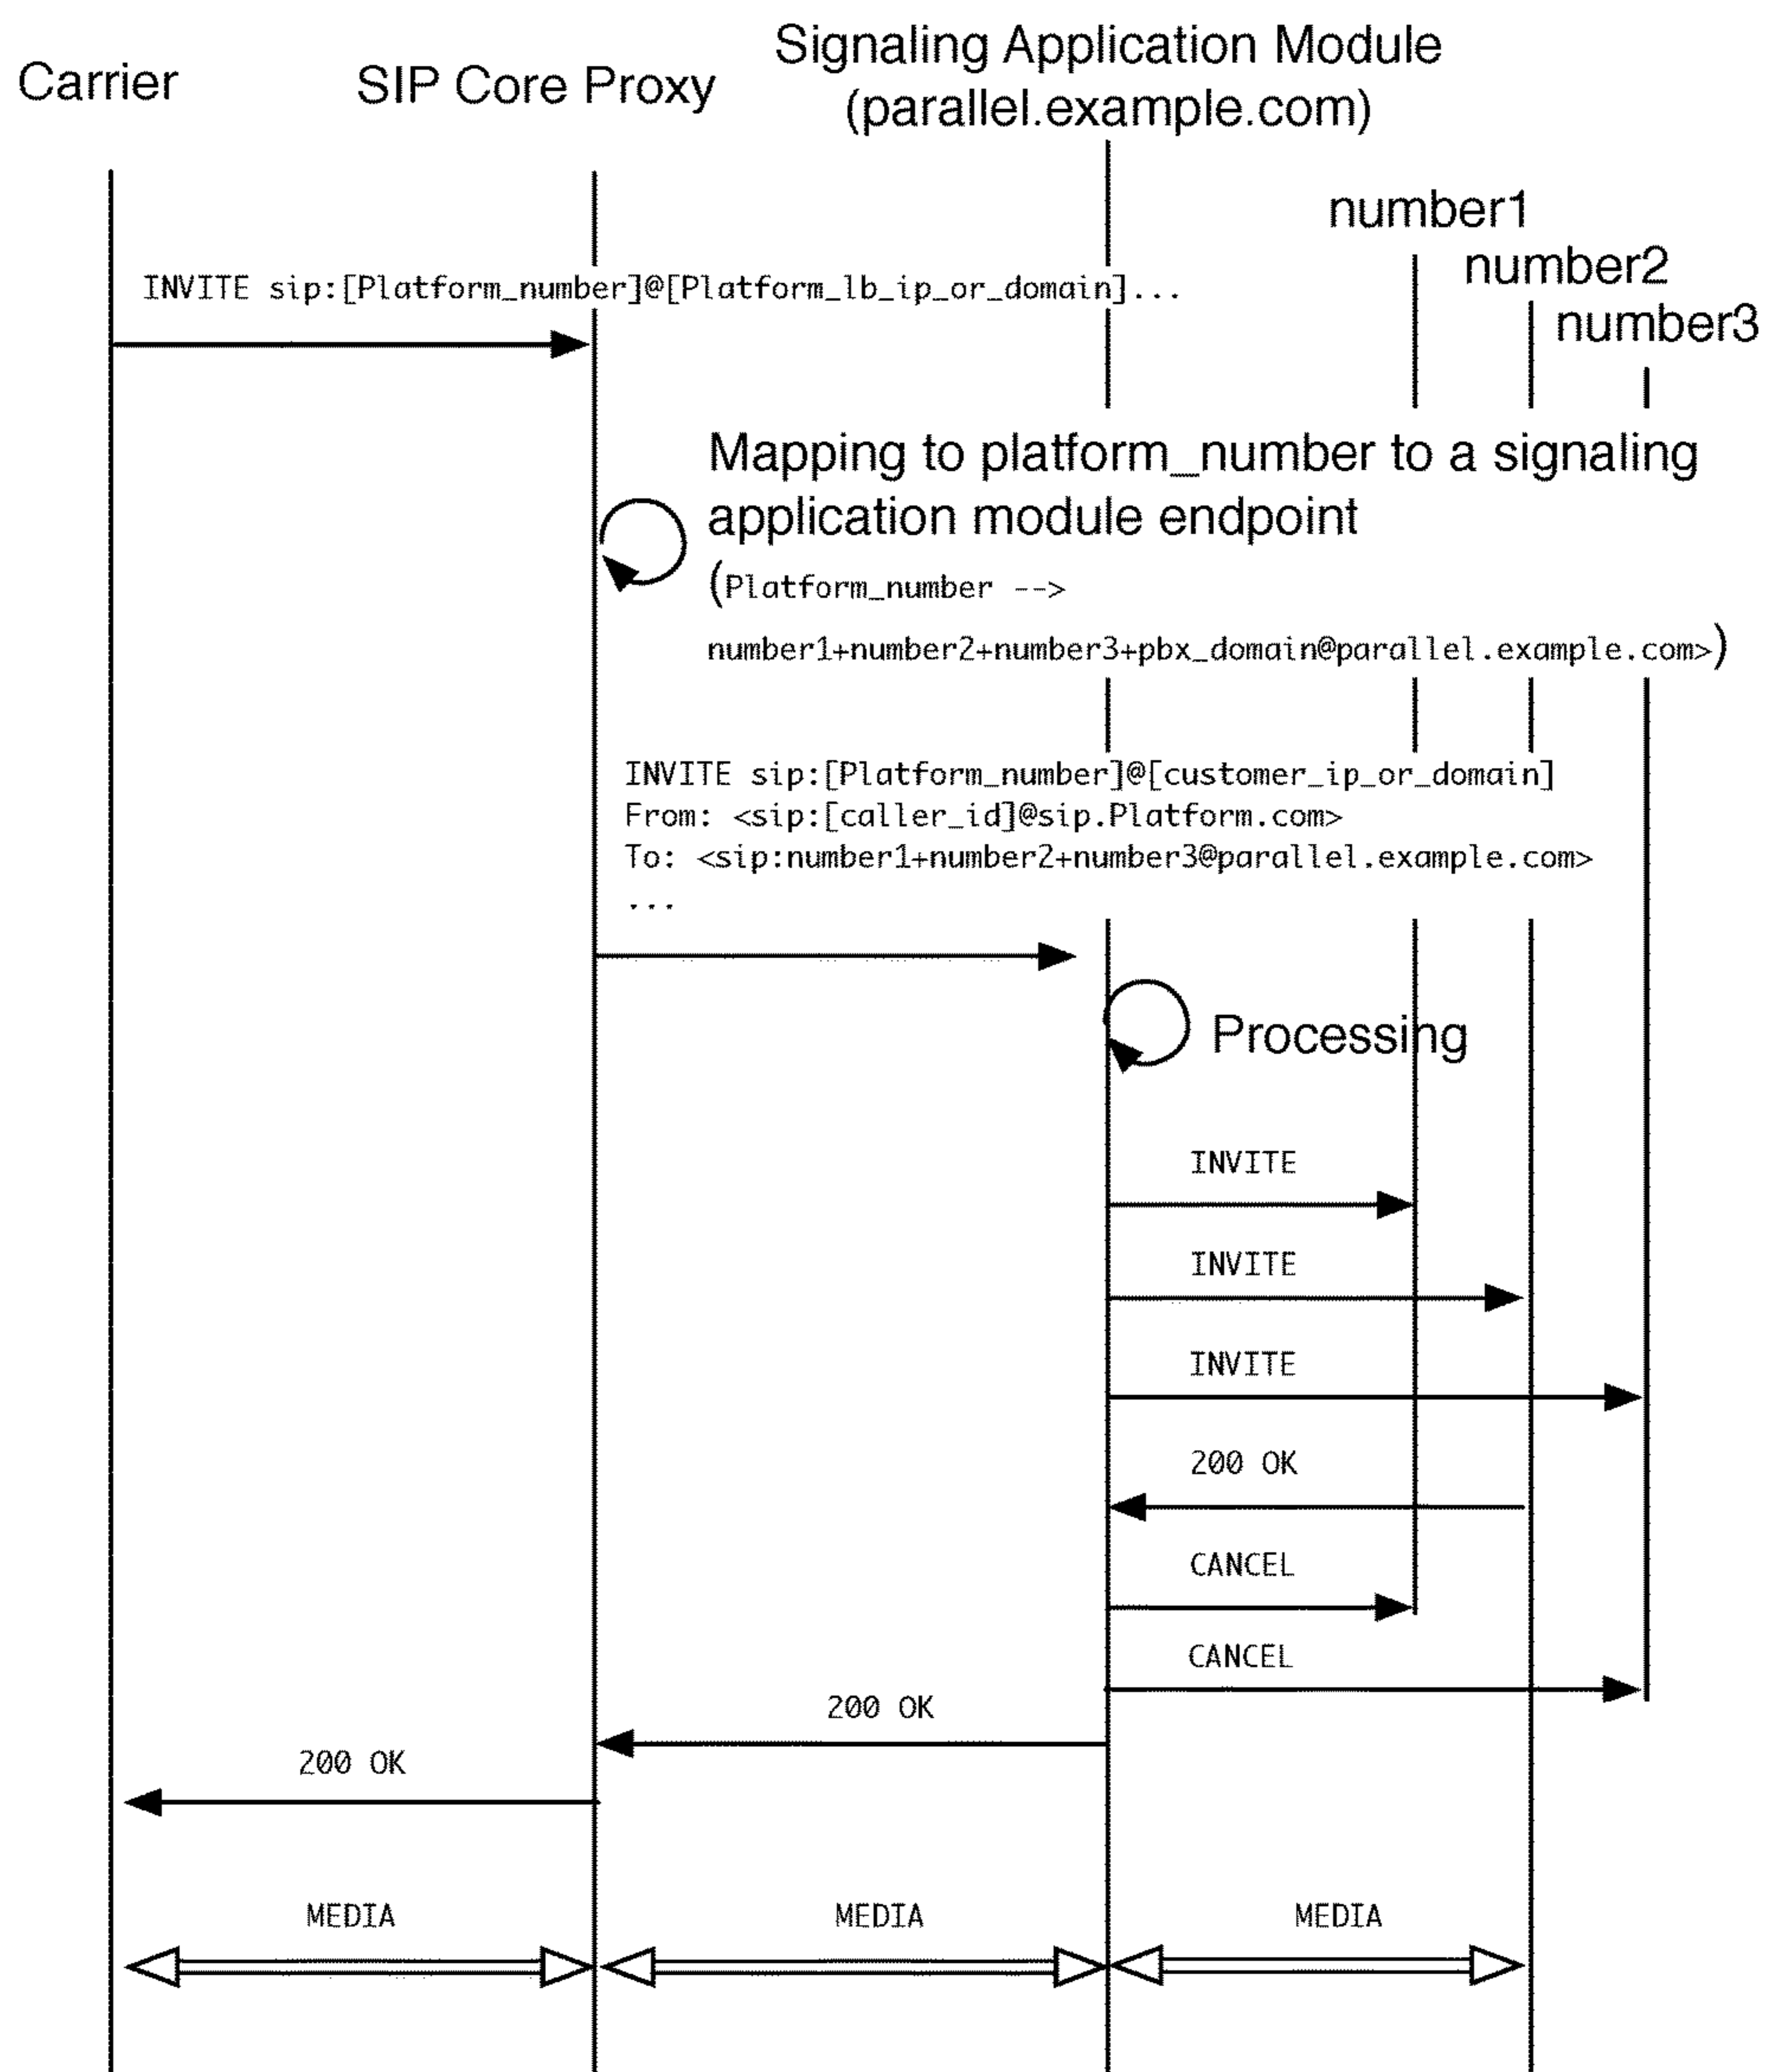 Carrier
SIP Core Proxy
Signaling Application Module
(parallel.example.com)
number1
number2
number3
INVITE sip:[Platform_number]@[Platform_lb_ip_or_domain]...
Mapping to platform_number to a signaling
application module endpoint
(Platform_number -->
number1+number2+number3+pbx_domain@parallel.example.com>)
INVITE sip:[Platform_number]@[customer_ip_or_domain]
From: <sip:[caller_id]@sip.Platform.com>
To: <sip:number1+number2+number3@parallel.example.com>
...
Processing
INVITE
INVITE
INVITE
200 OK
CANCEL
CANCEL
200 OK
200 OK
MEDIA
MEDIA
MEDIA